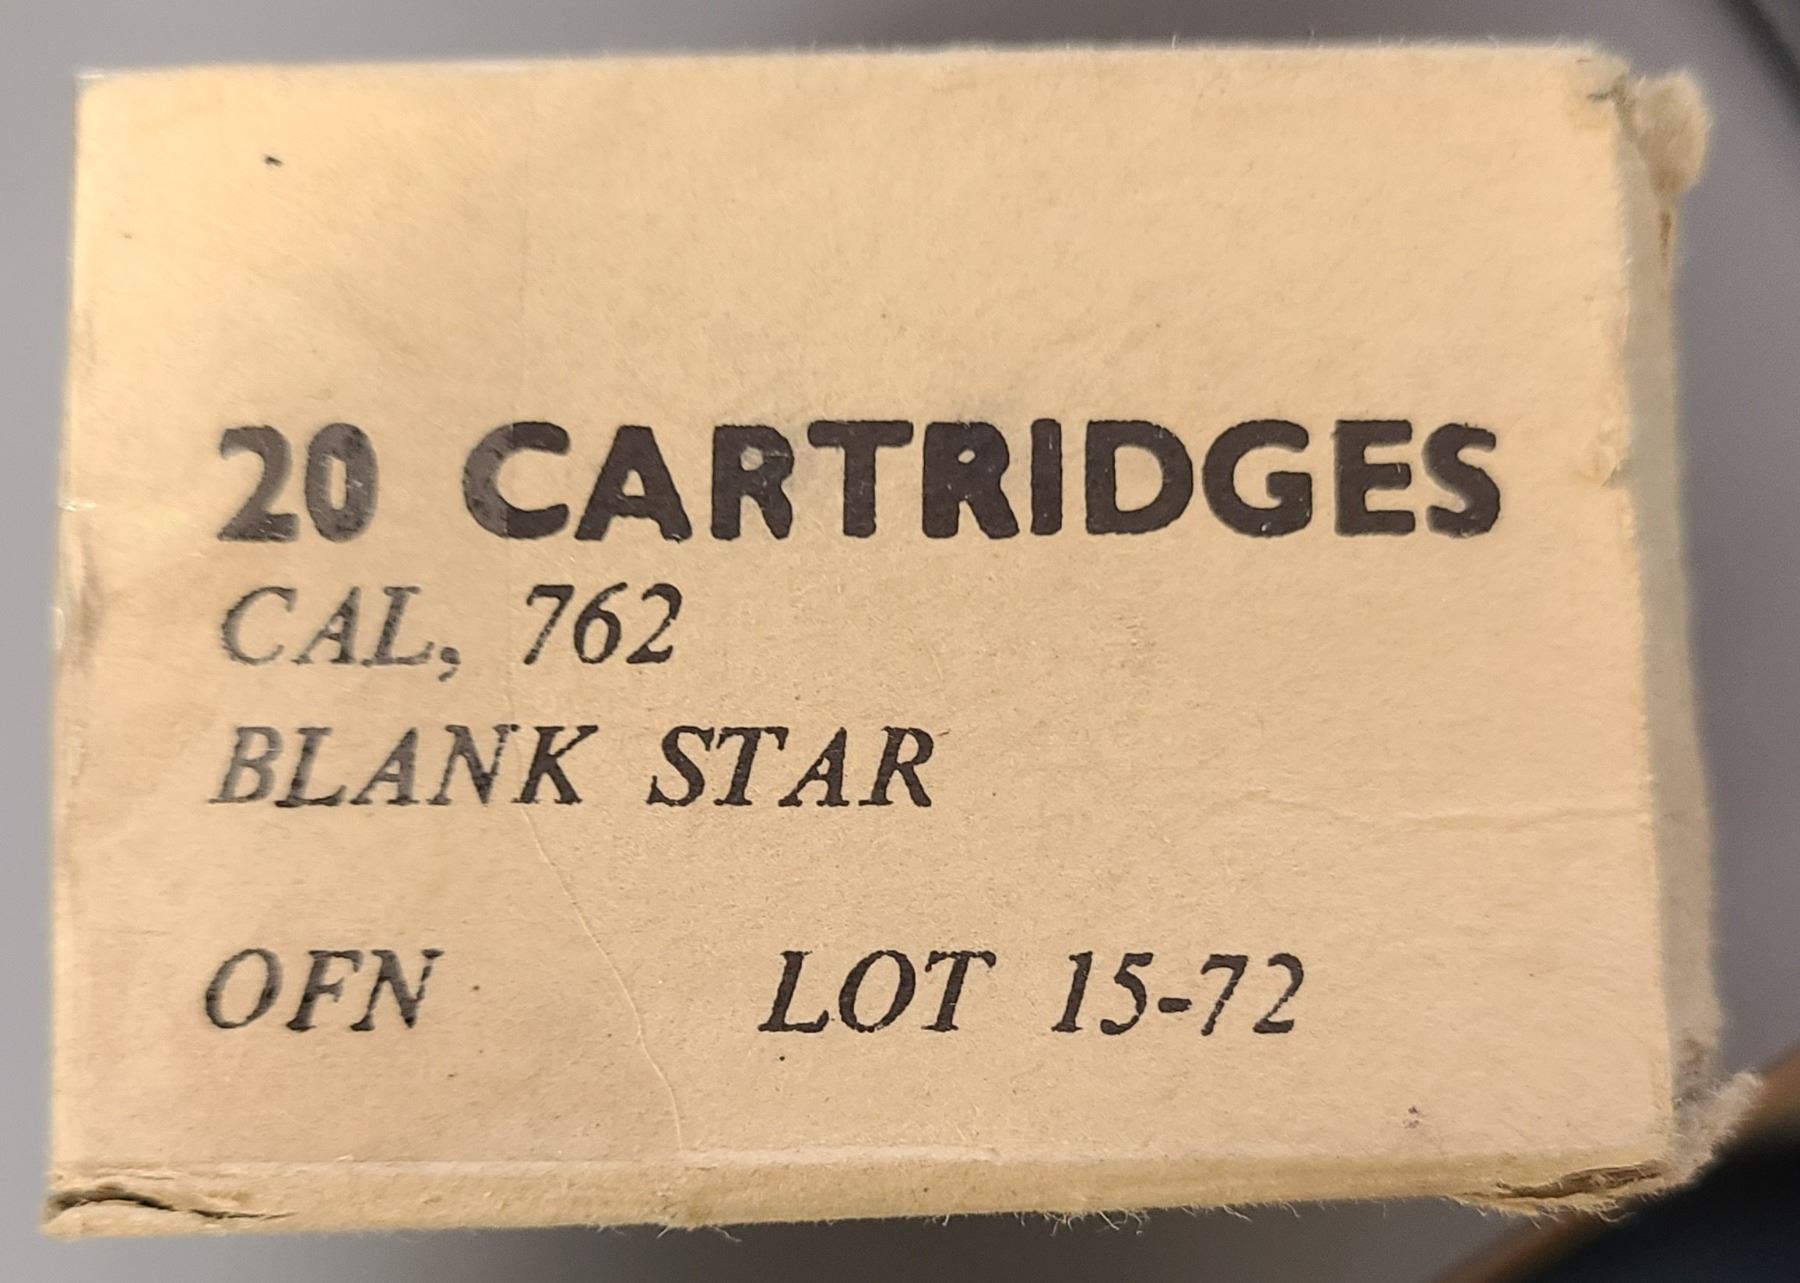 20 CARTRIDGES
CAL, 762
BLANK STAR
OFN LOT 15-72